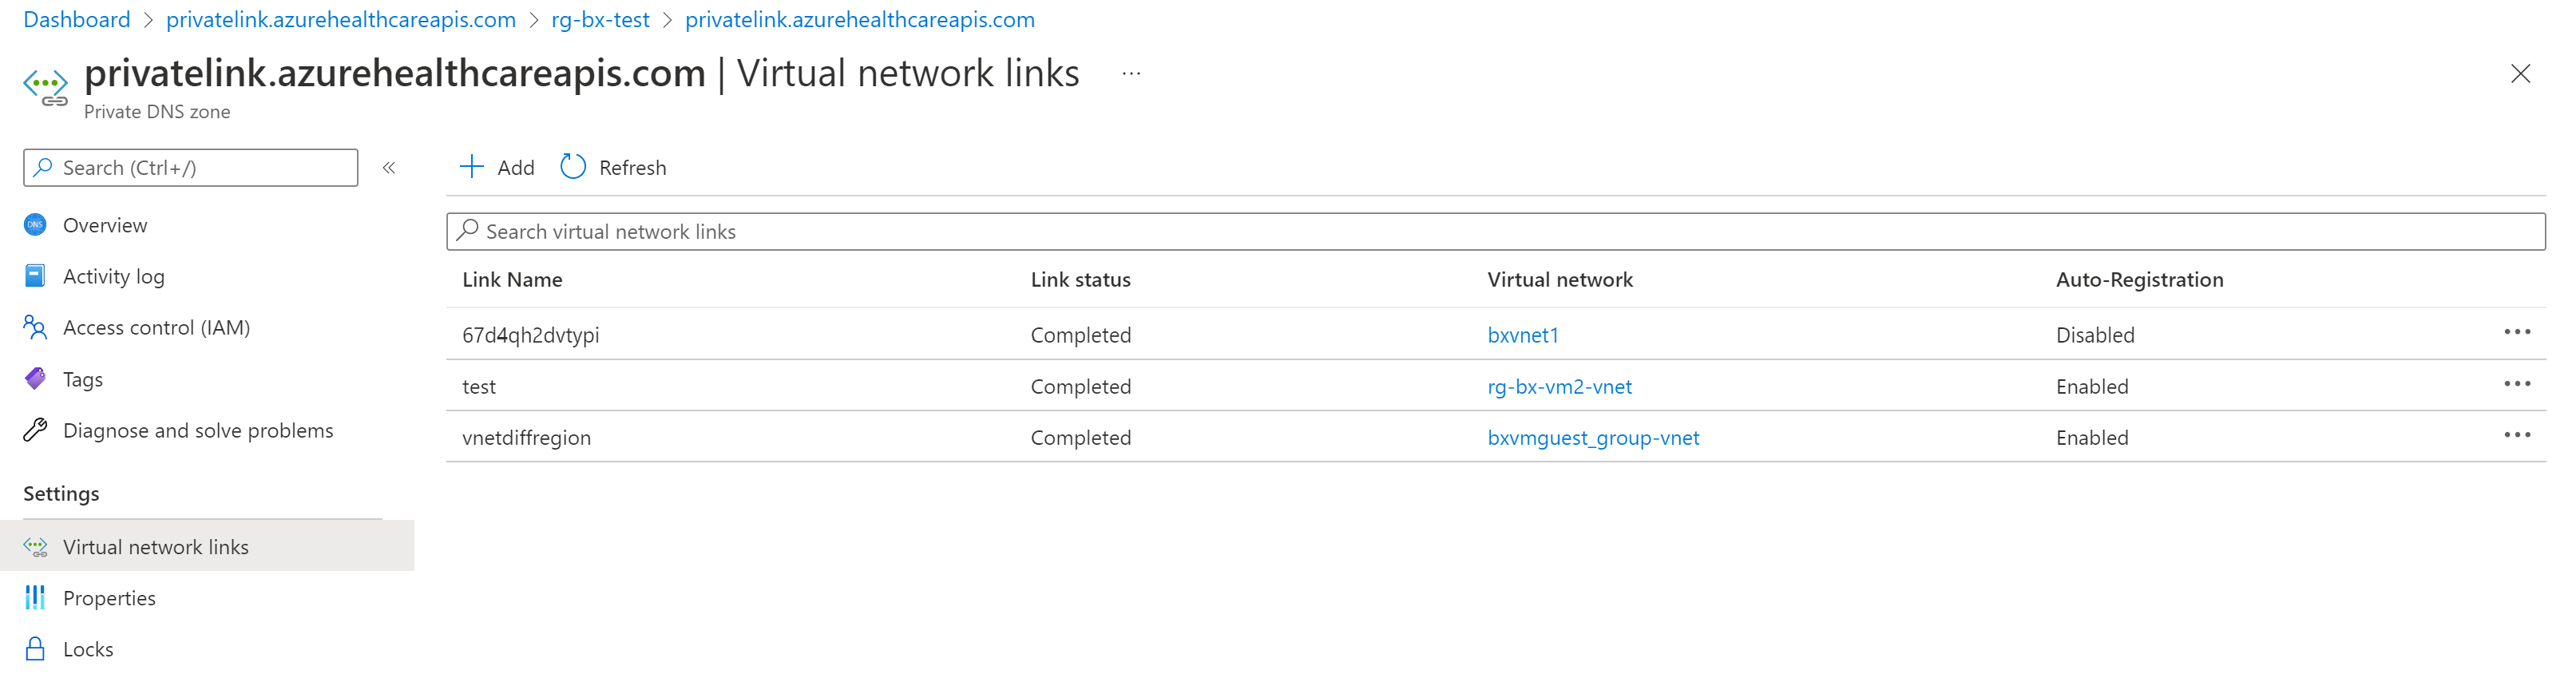 Dashboard > privatelink.azurehealthcareapis.com > rg-bx-test > privatelink.azurehealthcareapis.com
privatelink.azurehealthcareapis.com | Virtual network links ...
Private DNS zone
Search (Ctrl+/) «
Add Refresh
DNS Overview
Search virtual network links
Activity log
Link Name Link status Virtual network Auto-Registration
Access control (IAM)
67d4qh2dvtypi Completed bxvnet1 Disabled
Tags
test Completed rg-bx-vm2-vnet Enabled
Diagnose and solve problems
vnetdiffregion Completed bxvmguest_group-vnet Enabled
Settings
Virtual network links
Properties
Locks